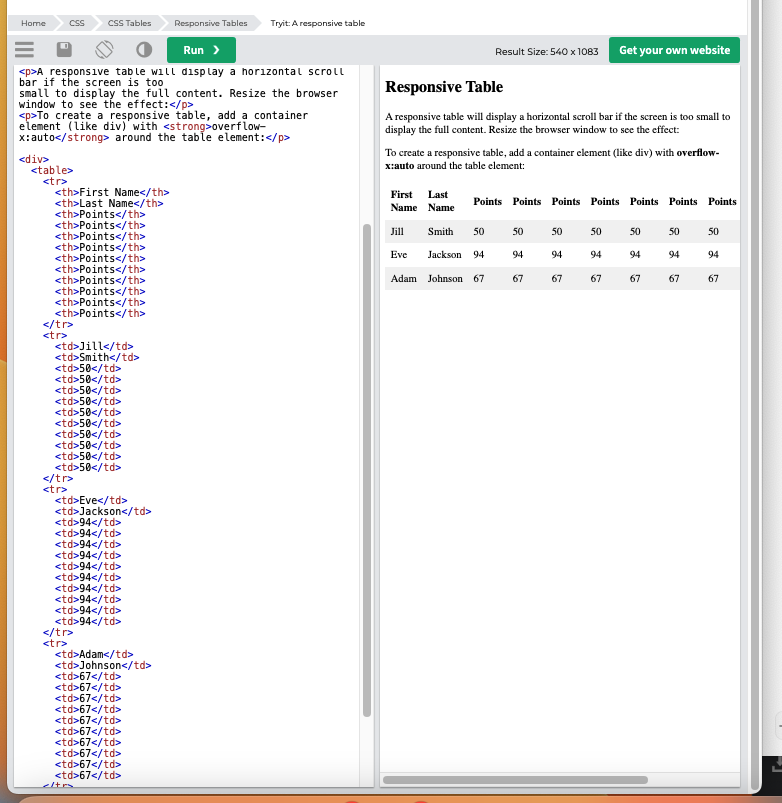 Home CSS CSS Tables Responsive Tables Tryit: A responsive table
Run ❯ Result Size: 540 x 1083 Get your own website
<p>A responsive table will display a horizontal scroll
bar if the screen is too
small to display the full content. Resize the browser
window to see the effect:</p>
<p>To create a responsive table, add a container
element (like div) with <strong>overflow-
x:auto</strong> around the table element:</p>
<div>
<table>
<tr>
<th>First Name</th>
<th>Last Name</th>
<th>Points</th>
<th>Points</th>
<th>Points</th>
<th>Points</th>
<th>Points</th>
<th>Points</th>
<th>Points</th>
<th>Points</th>
<th>Points</th>
<th>Points</th>
</tr>
<tr>
<td>Jill</td>
<td>Smith</td>
<td>50</td>
<td>50</td>
<td>50</td>
<td>50</td>
<td>50</td>
<td>50</td>
<td>50</td>
<td>50</td>
<td>50</td>
<td>50</td>
</tr>
<tr>
<td>Eve</td>
<td>Jackson</td>
<td>94</td>
<td>94</td>
<td>94</td>
<td>94</td>
<td>94</td>
<td>94</td>
<td>94</td>
<td>94</td>
<td>94</td>
<td>94</td>
</tr>
<tr>
<td>Adam</td>
<td>Johnson</td>
<td>67</td>
<td>67</td>
<td>67</td>
<td>67</td>
<td>67</td>
<td>67</td>
<td>67</td>
<td>67</td>
<td>67</td>
<td>67</td>
</tr>
Responsive Table
A responsive table will display a horizontal scroll bar if the screen is too small to
display the full content. Resize the browser window to see the effect:
To create a responsive table, add a container element (like div) with overflow-
x:auto around the table element:
First Name Last Name Points Points Points Points Points Points Points
Jill Smith 50 50 50 50 50 50 50
Eve Jackson 94 94 94 94 94 94 94
Adam Johnson 67 67 67 67 67 67 67